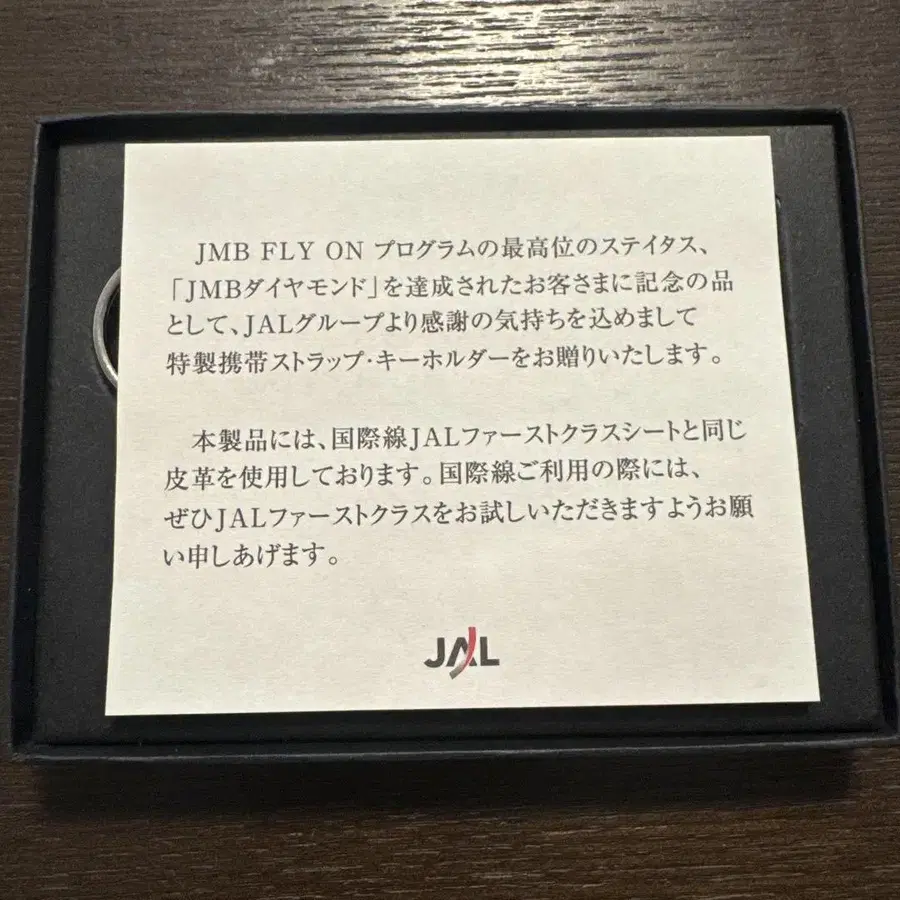 JMB FLY ON プログラムの最高位のステイタス、
「JMBダイヤモンド」を達成されたお客さまに記念の品
として、JALグループより感謝の気持ちを込めまして
特製携帯ストラップ・キーホルダーをお贈りいたします。
本製品には、国際線JALファーストクラスシートと同じ
皮革を使用しております。国際線ご利用の際には、
ぜひJALファーストクラスをお試しいただきますようお願
い申しあげます。
JAL